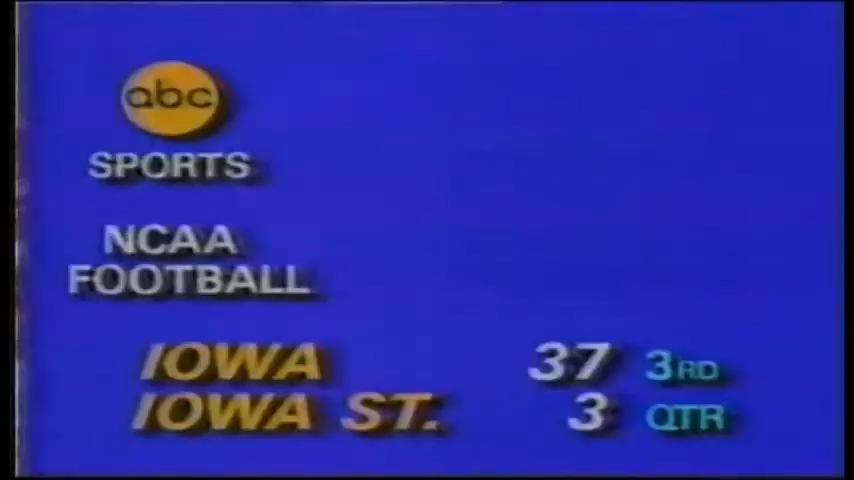 abc
SPORTS
NCAA
FOOTBALL
IOWA 37 3RD
IOWA ST. 3 QTR